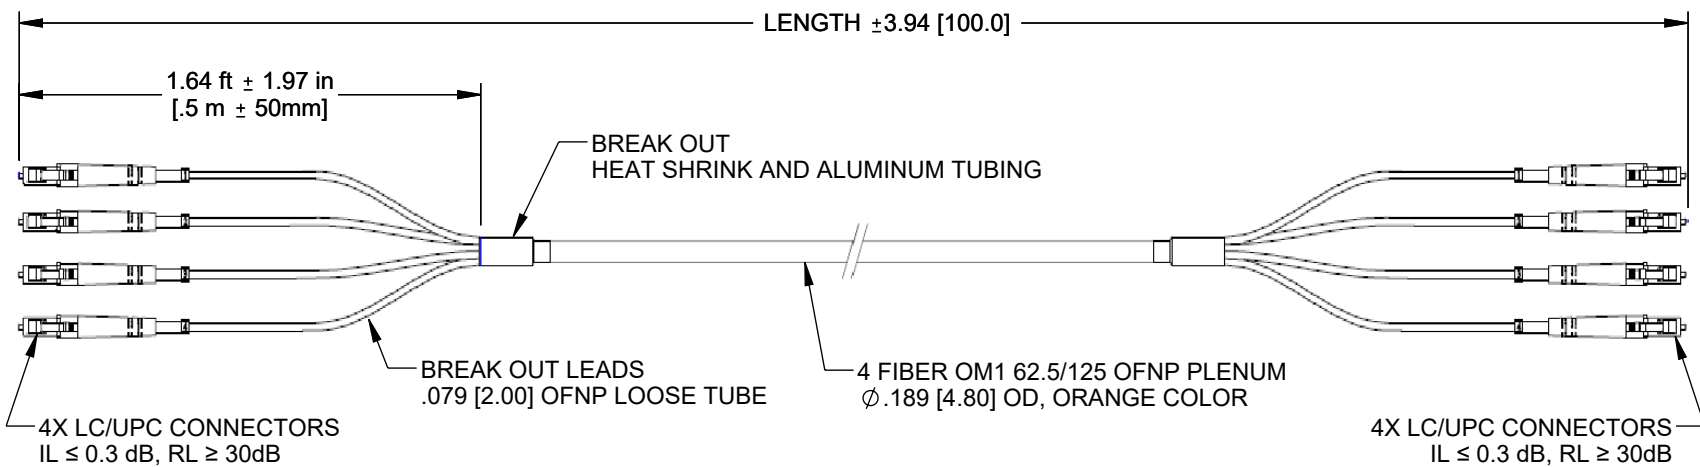 LENGTH ±3.94 [100.0]
1.64 ft ± 1.97 in
[.5 m ± 50mm]
BREAK OUT
HEAT SHRINK AND ALUMINUM TUBING
BREAK OUT LEADS
.079 [2.00] OFNP LOOSE TUBE
4 FIBER OM1 62.5/125 OFNP PLENUM
∅.189 [4.80] OD, ORANGE COLOR
4X LC/UPC CONNECTORS
IL ≤ 0.3 dB, RL ≥ 30dB
4X LC/UPC CONNECTORS
IL ≤ 0.3 dB, RL ≥ 30dB